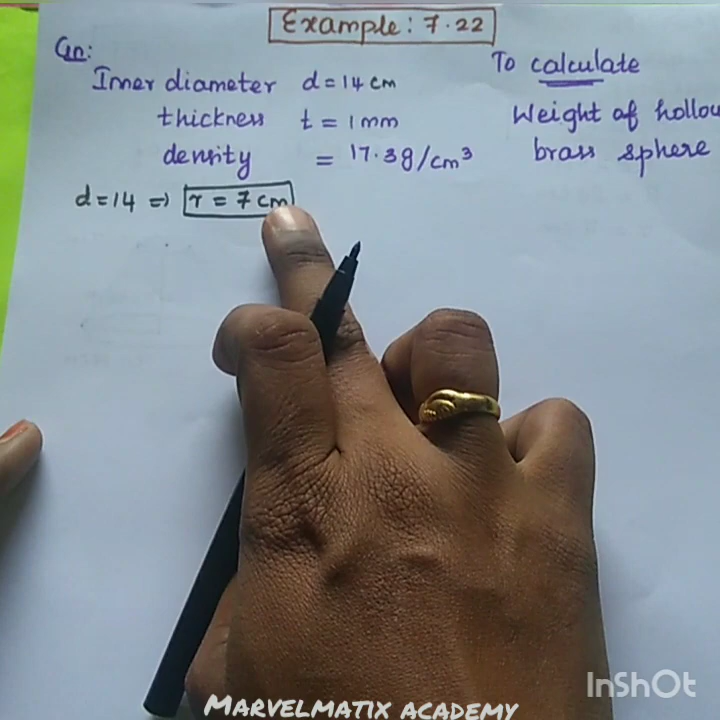 Example: 7.22
Gn:
Inner diameter d = 14 cm
thickness t = 1 mm
density = 17.3g/cm³
To calculate
Weight of hollow
brass sphere
d = 14 ⇒ r = 7 cm
InShOt
MARVELMATIX ACADEMY